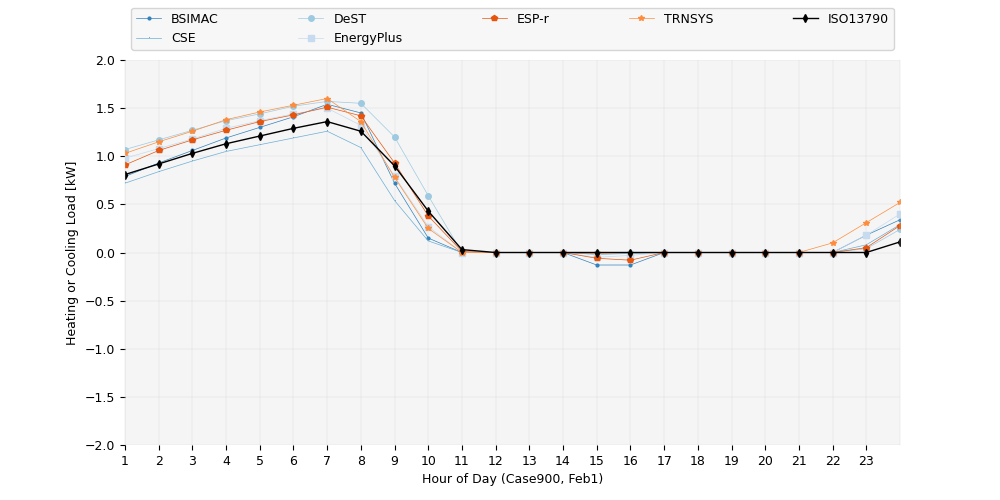 BSIMAC DeST ESP-r TRNSYS ISO13790
CSE EnergyPlus
2.0
1.5
1.0
0.5
0.0
−0.5
−1.0
−1.5
−2.0
Heating or Cooling Load [kW]
1 2 3 4 5 6 7 8 9 10 11 12 13 14 15 16 17 18 19 20 21 22 23
Hour of Day (Case900, Feb1)